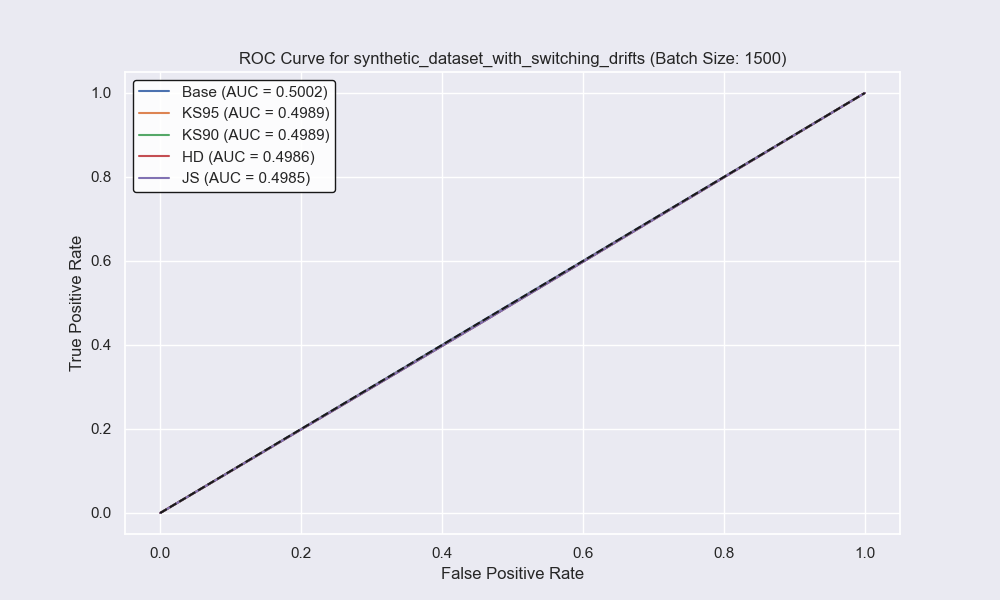 ROC Curve for synthetic_dataset_with_switching_drifts (Batch Size: 1500)
Base (AUC = 0.5002)
KS95 (AUC = 0.4989)
KS90 (AUC = 0.4989)
HD (AUC = 0.4986)
JS (AUC = 0.4985)
True Positive Rate
1.0
0.8
0.6
0.4
0.2
0.0
0.0 0.2 0.4 0.6 0.8 1.0
False Positive Rate